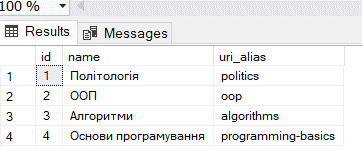 100 %
Results Messages
id name uri_alias
1 1 Політологія politics
2 2 ООП oop
3 3 Алгоритми algorithms
4 4 Основи програмування programming-basics